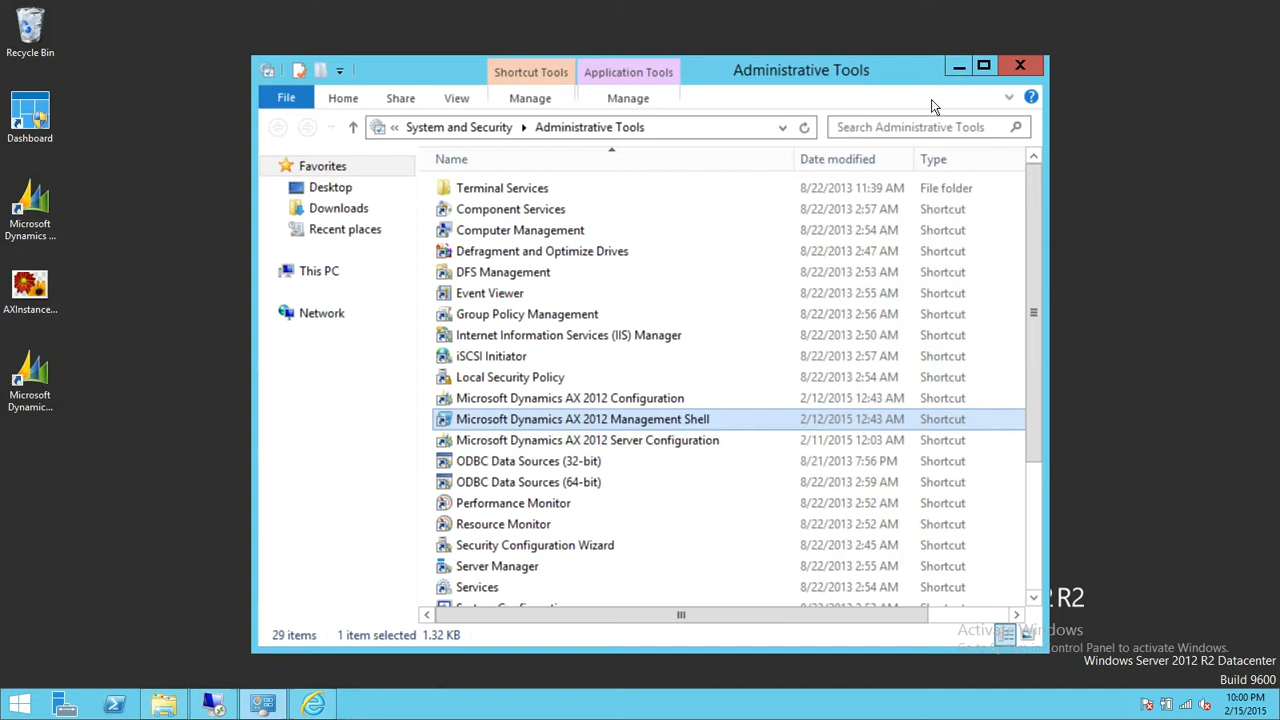 Recycle Bin
Dashboard
Microsoft
Dynamics ...
AXInstance...
Microsoft
Dynamic...
Shortcut Tools
Application Tools
Administrative Tools
File
Home
Share
View
Manage
Manage
« System and Security
Administrative Tools
Search Administrative Tools
Favorites
Desktop
Downloads
Recent places
This PC
Network
Name Date modified Type
Terminal Services 8/22/2013 11:39 AM File folder
Component Services 8/22/2013 2:57 AM Shortcut
Computer Management 8/22/2013 2:54 AM Shortcut
Defragment and Optimize Drives 8/22/2013 2:47 AM Shortcut
DFS Management 8/22/2013 2:53 AM Shortcut
Event Viewer 8/22/2013 2:55 AM Shortcut
Group Policy Management 8/22/2013 2:56 AM Shortcut
Internet Information Services (IIS) Manager 8/22/2013 2:50 AM Shortcut
iSCSI Initiator 8/22/2013 2:57 AM Shortcut
Local Security Policy 8/22/2013 2:54 AM Shortcut
Microsoft Dynamics AX 2012 Configuration 2/12/2015 12:43 AM Shortcut
Microsoft Dynamics AX 2012 Management Shell 2/12/2015 12:43 AM Shortcut
Microsoft Dynamics AX 2012 Server Configuration 2/11/2015 12:03 AM Shortcut
ODBC Data Sources (32-bit) 8/21/2013 7:56 PM Shortcut
ODBC Data Sources (64-bit) 8/22/2013 2:59 AM Shortcut
Performance Monitor 8/22/2013 2:52 AM Shortcut
Resource Monitor 8/22/2013 2:52 AM Shortcut
Security Configuration Wizard 8/22/2013 2:45 AM Shortcut
Server Manager 8/22/2013 2:55 AM Shortcut
Services 8/22/2013 2:54 AM Shortcut
29 items 1 item selected 1.32 KB
2 R2
Activate Windows
Go to System in Control Panel to activate Windows.
Windows Server 2012 R2 Datacenter
Build 9600
10:00 PM
2/15/2015